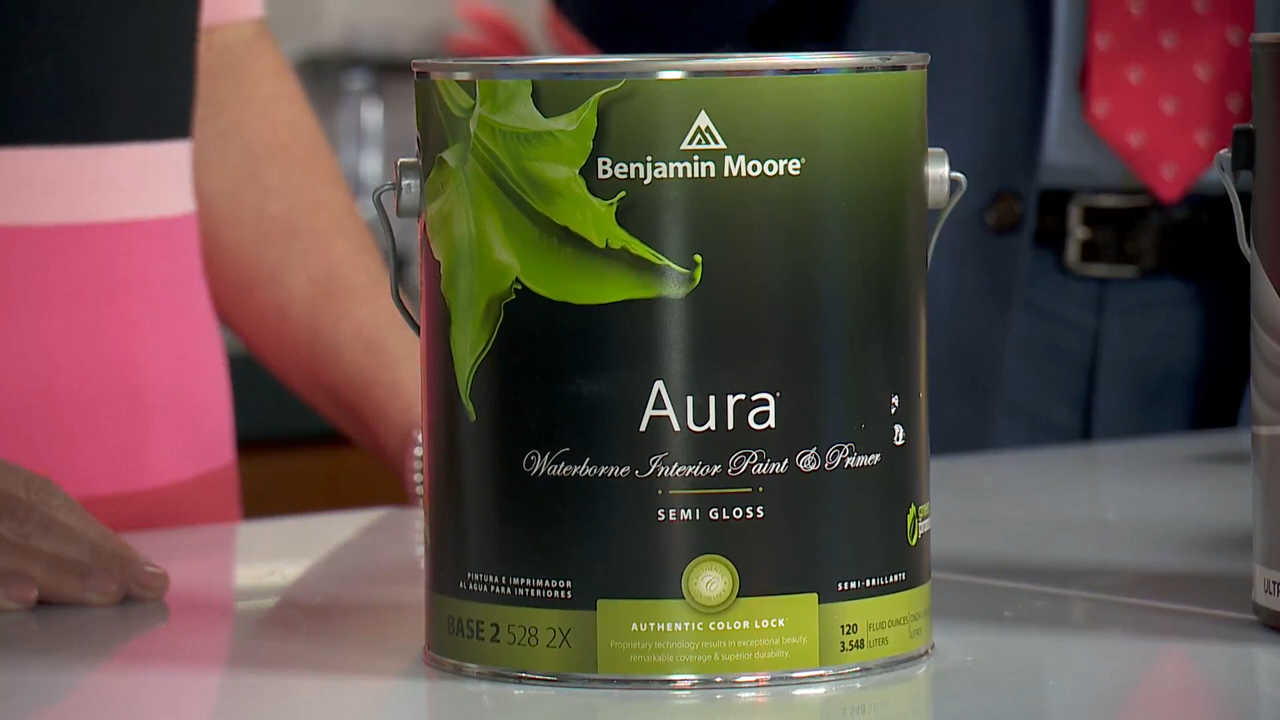 Benjamin Moore®
Aura®
Waterborne Interior Paint & Primer
SEMI GLOSS
PINTURA E IMPRIMADOR
AL AGUA PARA INTERIORES
SEMI-BRILLANTE
BASE 2 528 2X
AUTHENTIC COLOR LOCK
Proprietary technology results in exceptional beauty,
remarkable coverage & superior durability.
120 FLUID OUNCES
3.548 LITERS